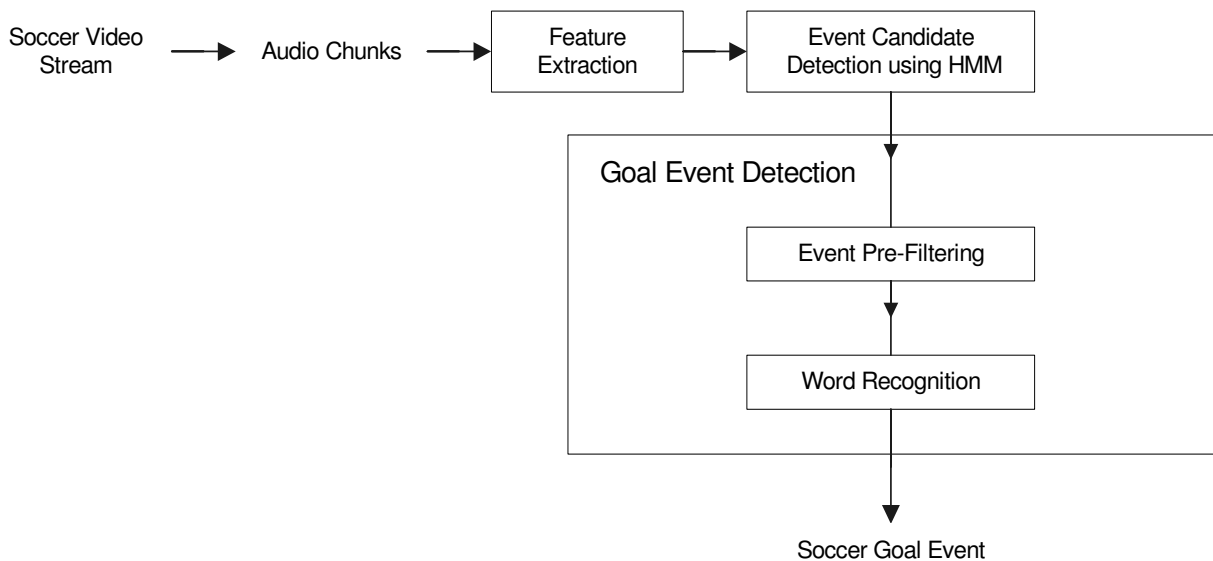 Soccer Video
Stream
Audio Chunks
Feature
Extraction
Event Candidate
Detection using HMM
Goal Event Detection
Event Pre-Filtering
Word Recognition
Soccer Goal Event